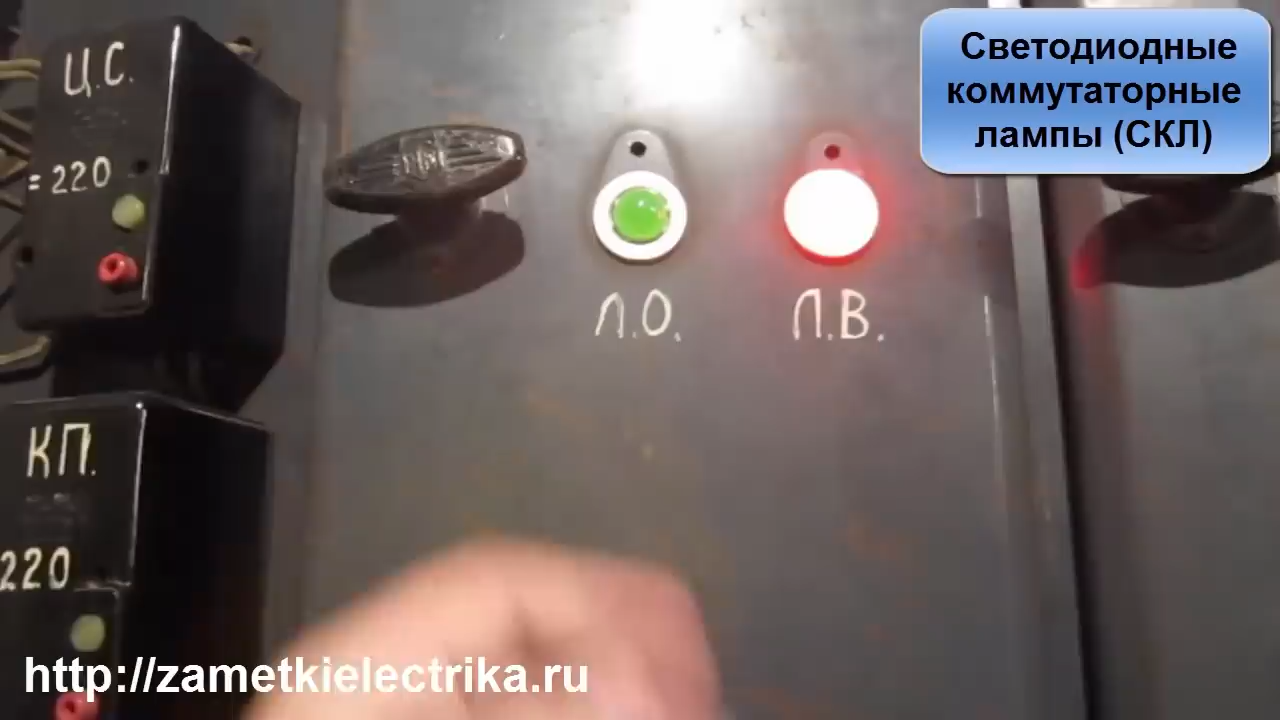 Светодиодные
коммутаторные
лампы (СКЛ)
Ц.С.
= 220
Л.О.
Л.В.
КП.
220
http://zametkielectrika.ru